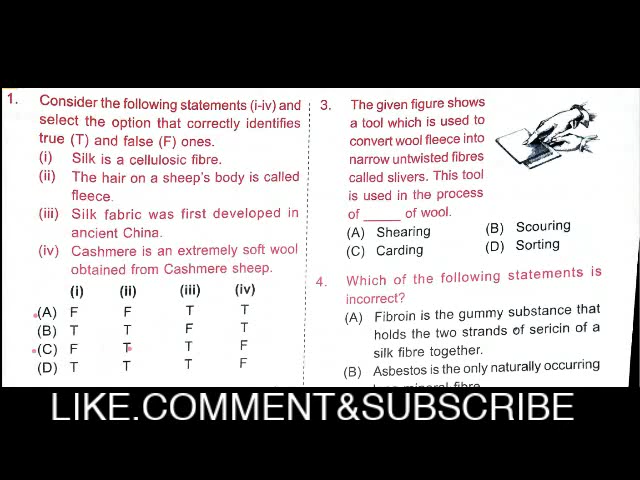 1. Consider the following statements (i-iv) and
select the option that correctly identifies
true (T) and false (F) ones.
(i) Silk is a cellulosic fibre.
(ii) The hair on a sheep's body is called
fleece.
(iii) Silk fabric was first developed in
ancient China.
(iv) Cashmere is an extremely soft wool
obtained from Cashmere sheep.
(i) (ii) (iii) (iv)
(A) F F T T
(B) T T F T
(C) F T T F
(D) T T T F
3. The given figure shows
a tool which is used to
convert wool fleece into
narrow untwisted fibres
called slivers. This tool
is used in the process
of _____ of wool.
(A) Shearing (B) Scouring
(C) Carding (D) Sorting
4. Which of the following statements is
incorrect?
(A) Fibroin is the gummy substance that
holds the two strands of sericin of a
silk fibre together.
(B) Asbestos is the only naturally occurring
mineral fibre.
LIKE.COMMENT&SUBSCRIBE